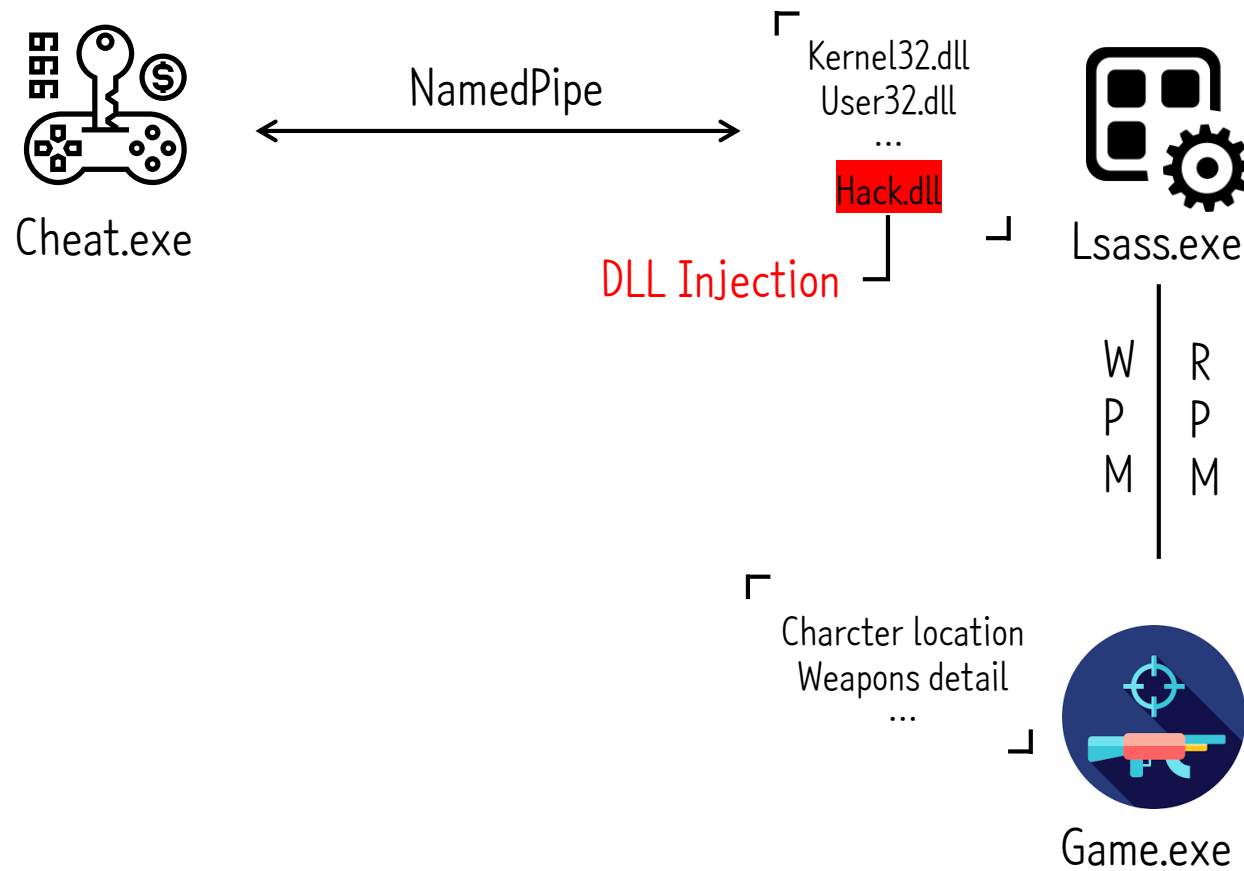 NamedPipe
Kernel32.dll
User32.dll
...
Hack.dll
Cheat.exe
Lsass.exe
DLL Injection
W
P
M
R
P
M
Charcter location
Weapons detail
...
Game.exe